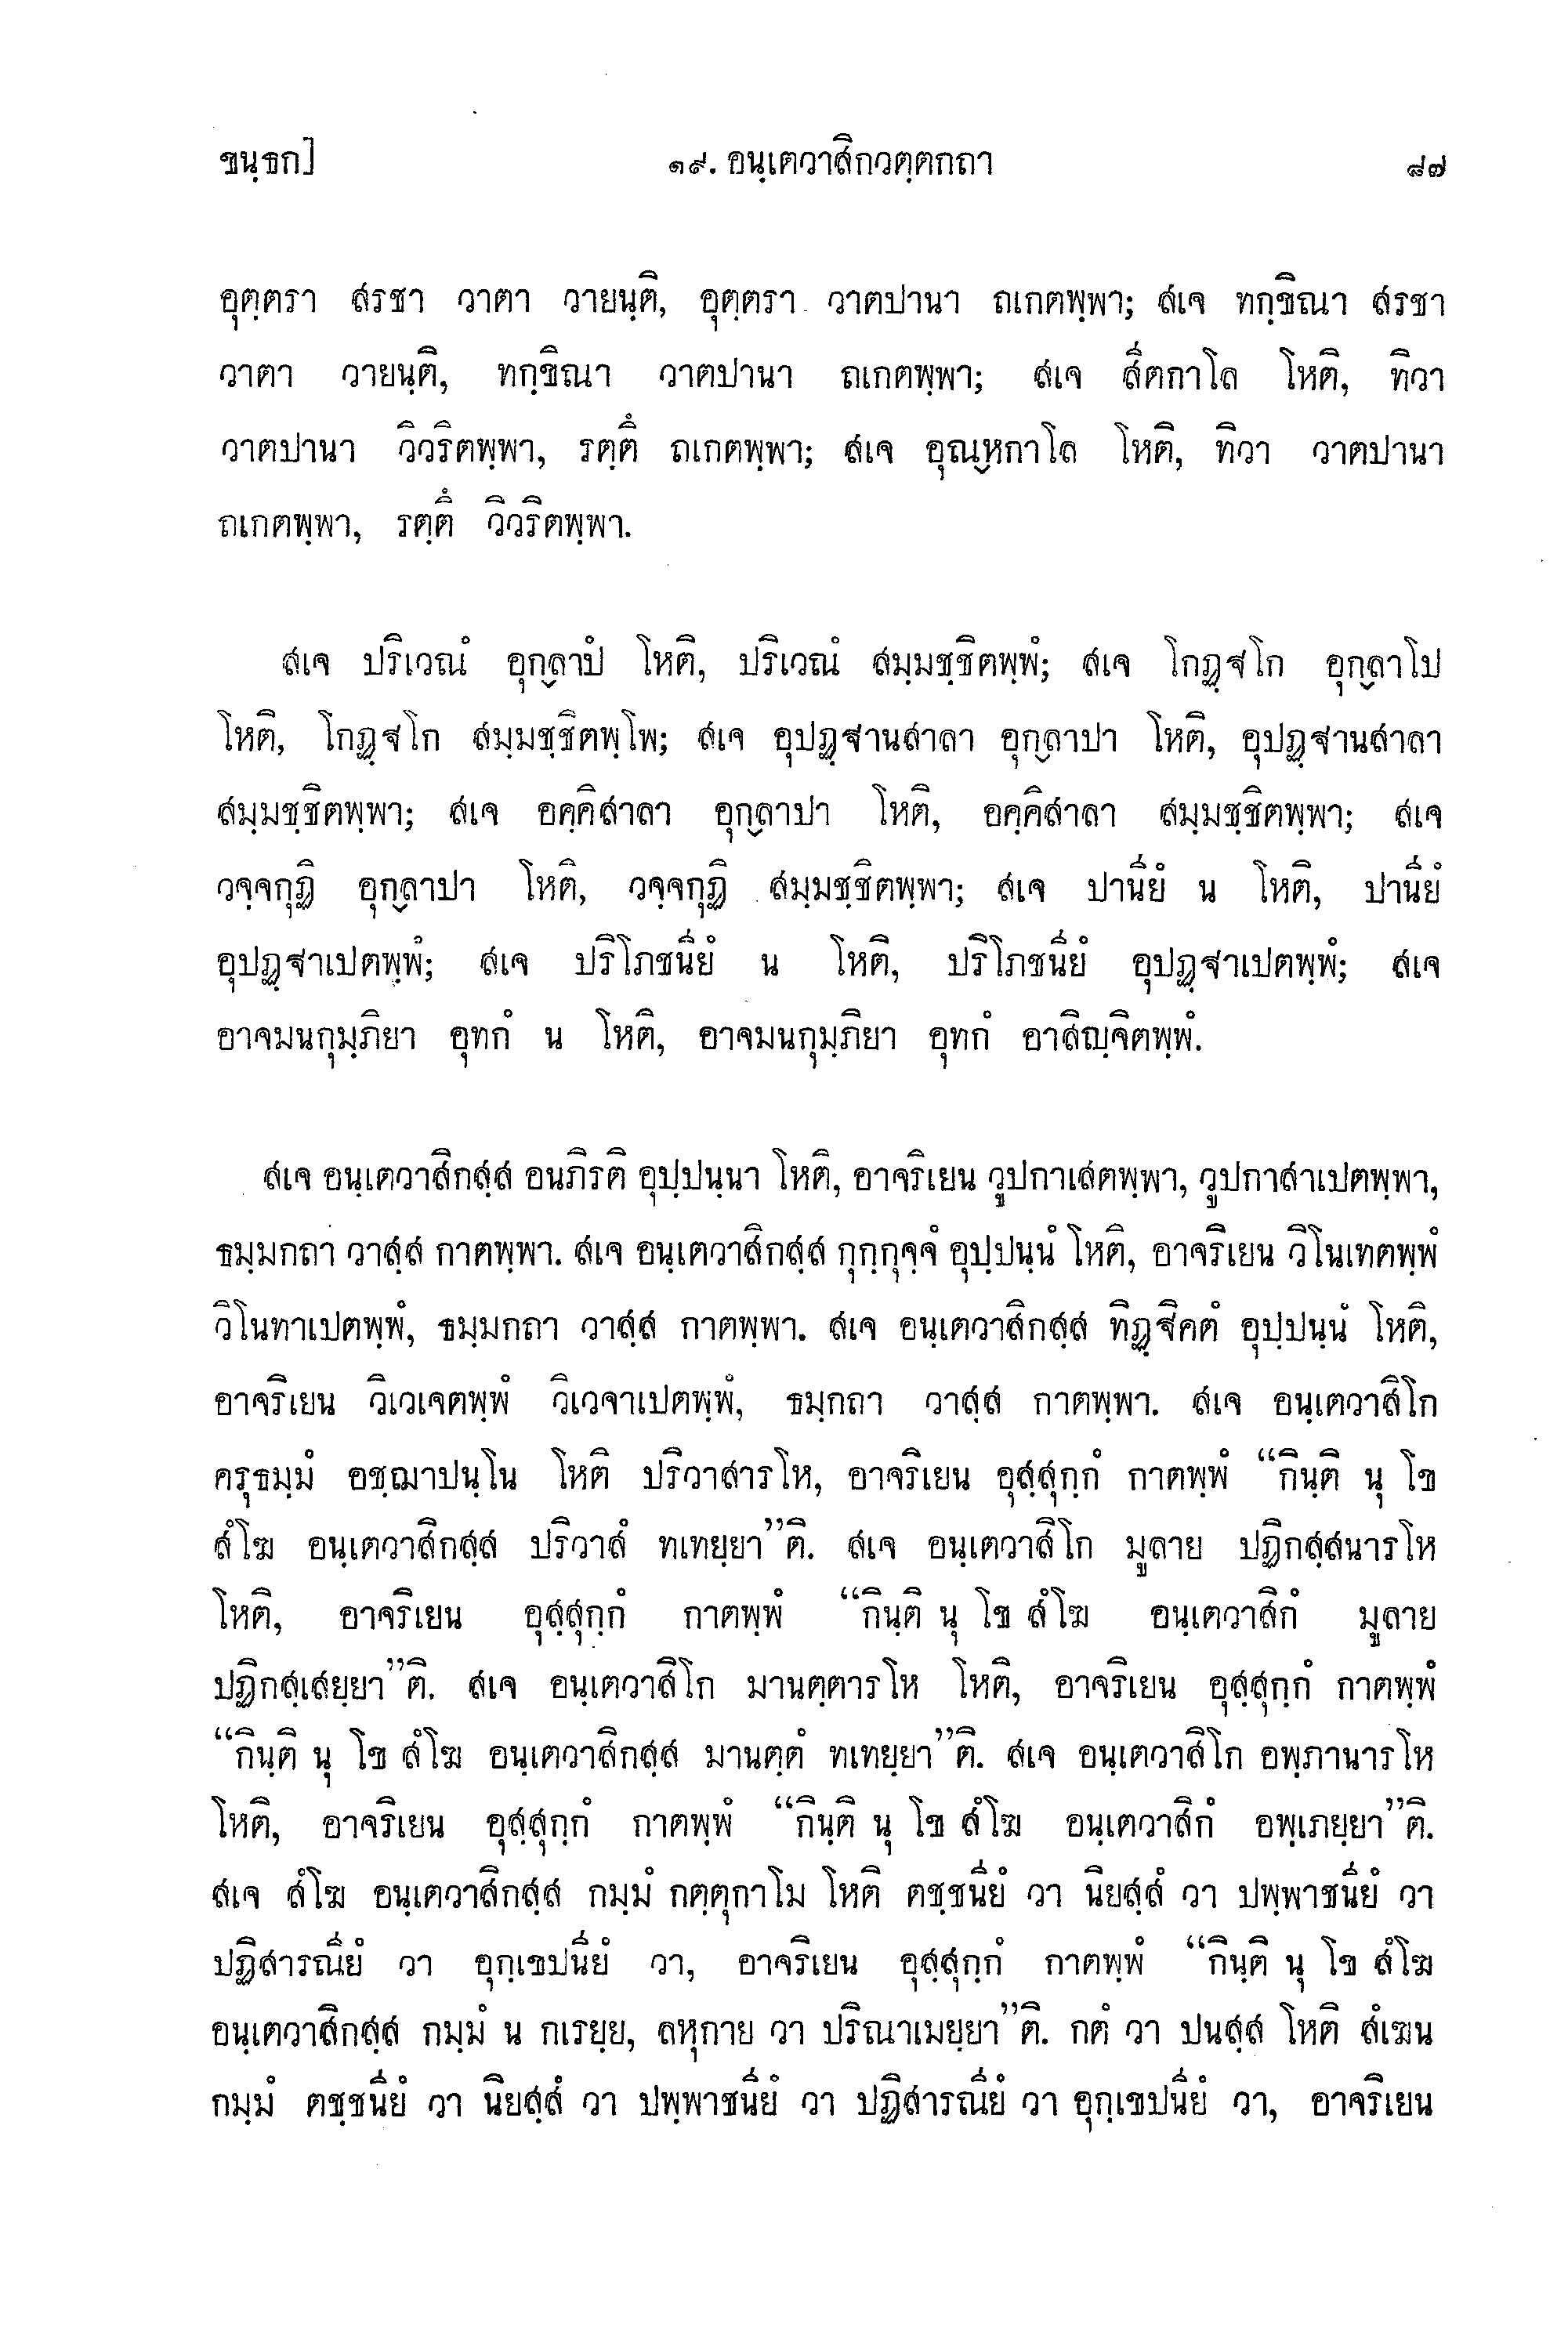 ขนฺธก]	๑๙. อนฺเตวาสิกวตฺตกถา	๘๗
อุตฺตรา สรชา วาตา วายนฺติ, อุตฺตรา วาตปานา ถเกตพฺพา; สเจ ทกฺขิณา สรชา
วาตา วายนฺติ, ทกฺขิณา วาตปานา ถเกตพฺพา; สเจ สีตกาโล โหติ, ทิวา
วาตปานา วิวริตพฺพา, รตฺตึ ถเกตพฺพา; สเจ อุณฺหกาโล โหติ, ทิวา วาตปานา
ถเกตพฺพา, รตฺตึ วิวริตพฺพา.
สเจ ปริเวณํ อุกฺลาปํ โหติ, ปริเวณํ สมฺมชฺชิตพฺพํ; สเจ โกฏฺฐโก อุกฺลาโป
โหติ, โกฏฺฐโก สมฺมชฺชิตพฺโพ; สเจ อุปฏฺฐานสาลา อุกฺลาปา โหติ, อุปฏฺฐานสาลา
สมฺมชฺชิตพฺพา; สเจ อคฺคิสาลา อุกฺลาปา โหติ, อคฺคิสาลา สมฺมชฺชิตพฺพา; สเจ
วจฺจกุฏิ อุกฺลาปา โหติ, วจฺจกุฏิ สมฺมชฺชิตพฺพา; สเจ ปานียํ น โหติ, ปานียํ
อุปฏฺฐาเปตพฺพํ; สเจ ปริโภชนียํ น โหติ, ปริโภชนียํ อุปฏฺฐาเปตพฺพํ; สเจ
อาจมนกุมฺภิยา อุทกํ น โหติ, อาจมนกุมฺภิยา อุทกํ อาสิญฺจิตพฺพํ.
สเจ อนฺเตวาสิกสฺส อนภิรติ อุปฺปนฺนา โหติ, อาจริเยน วูปกาเสตพฺพา, วูปกาสาเปตพฺพา,
ธมฺมกถา วาสฺส กาตพฺพา. สเจ อนฺเตวาสิกสฺส กุกฺกุจฺจํ อุปฺปนฺนํ โหติ, อาจริเยน วิโนเทตพฺพํ
วิโนทาเปตพฺพํ, ธมฺมกถา วาสฺส กาตพฺพา. สเจ อนฺเตวาสิกสฺส ทิฏฺฐิคตํ อุปฺปนฺนํ โหติ,
อาจริเยน วิเวเจตพฺพํ วิเวจาเปตพฺพํ, ธมฺกถา วาสฺส กาตพฺพา. สเจ อนฺเตวาสิโก
ครุธมฺมํ อชฺฌาปนฺโน โหติ ปริวาสารโห, อาจริเยน อุสฺสุกฺกํ กาตพฺพํ “กินฺติ นุ โข
สํโฆ อนฺเตวาสิกสฺส ปริวาสํ ทเทยฺยา”ติ. สเจ อนฺเตวาสิโก มูลาย ปฏิกสฺสนารโห
โหติ, อาจริเยน อุสฺสุกฺกํ กาตพฺพํ “กินฺติ นุ โข สํโฆ อนฺเตวาสิกํ มูลาย
ปฏิกสฺเสยฺยา”ติ. สเจ อนฺเตวาสิโก มานตฺตารโห โหติ, อาจริเยน อุสฺสุกฺกํ กาตพฺพํ
“กินฺติ นุ โข สํโฆ อนฺเตวาสิกสฺส มานตฺตํ ทเทยฺยา”ติ. สเจ อนฺเตวาสิโก อพฺภานารโห
โหติ, อาจริเยน อุสฺสุกฺกํ กาตพฺพํ “กินฺติ นุ โข สํโฆ อนฺเตวาสิกํ อพฺเภยฺยา”ติ.
สเจ สํโฆ อนฺเตวาสิกสฺส กมฺมํ กตฺตุกาโม โหติ ตชฺชนียํ วา นิยสฺสํ วา ปพฺพาชนียํ วา
ปฏิสารณียํ วา อุกฺเขปนียํ วา, อาจริเยน อุสฺสุกฺกํ กาตพฺพํ “กินฺติ นุ โข สํโฆ
อนฺเตวาสิกสฺส กมฺมํ น กเรยฺย, ลหุกาย วา ปริณาเมยฺยา”ติ. กตํ วา ปนสฺส โหติ สํเฆน
กมฺมํ ตชฺชนียํ วา นิยสฺสํ วา ปพฺพาชนียํ วา ปฏิสารณียํ วา อุกฺเขปนียํ วา, อาจริเยน